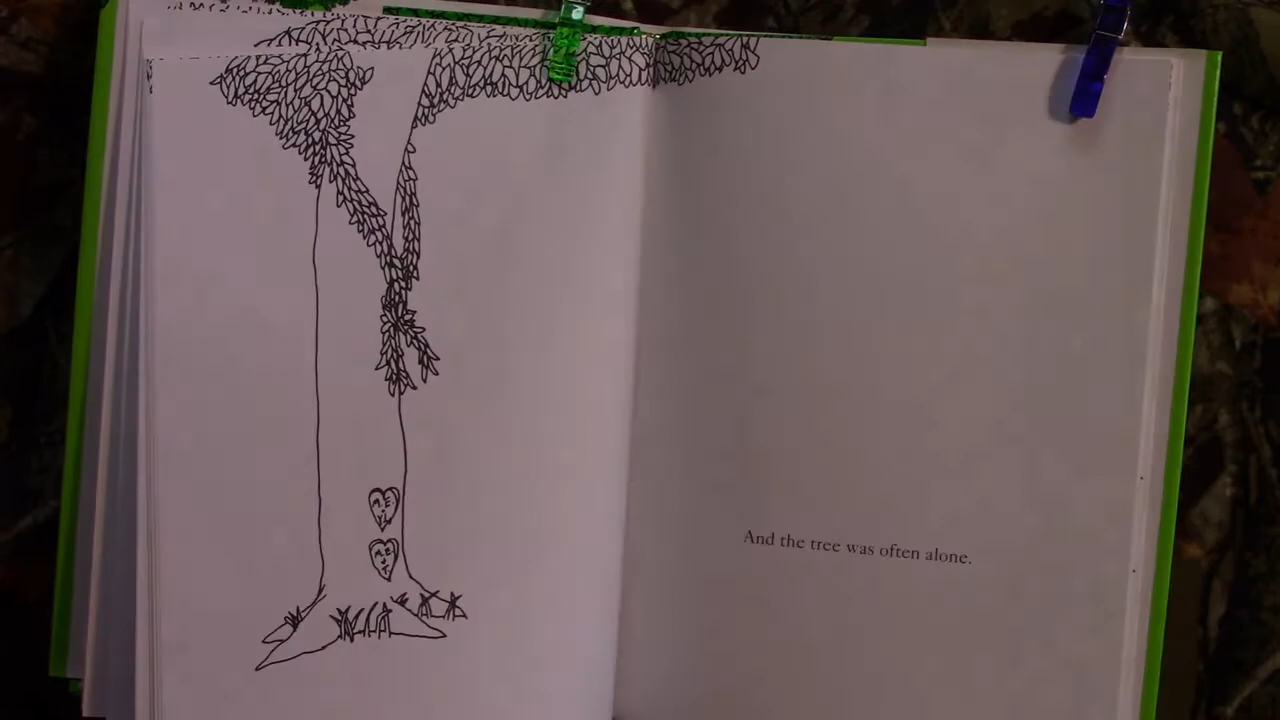 M.E.
Y.L.
M.E.
T.
And the tree was often alone.